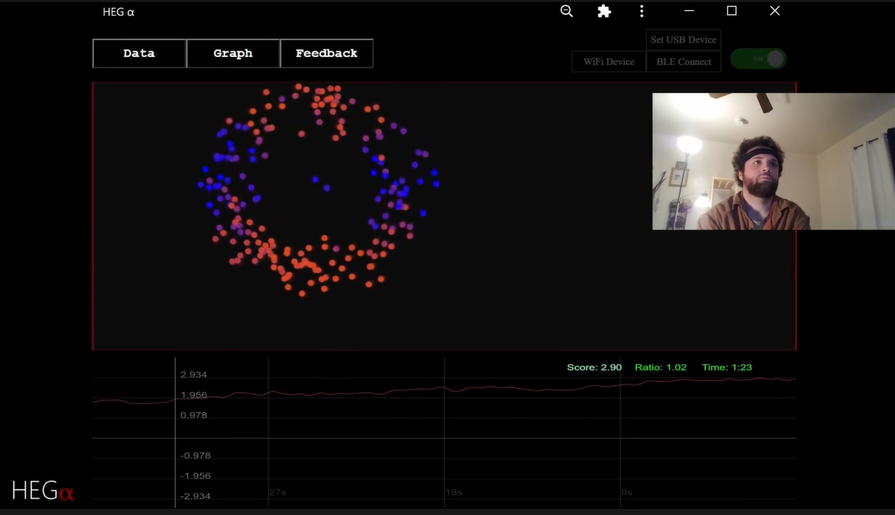 HEG α
Data
Graph
Feedback
Set USB Device
WiFi Device
BLE Connect
Score: 2.90
Ratio: 1.02
Time: 1:23
2.934
1.956
0.978
-0.978
-1.956
-2.934
27s
18s
9s
HEGα